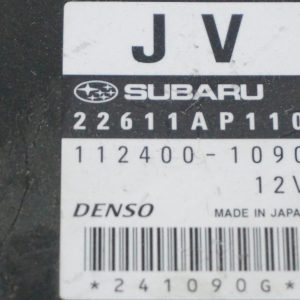 J V
SUBARU
22611AP110
112400-1090
12V
DENSO MADE IN JAPAN
*241090G*